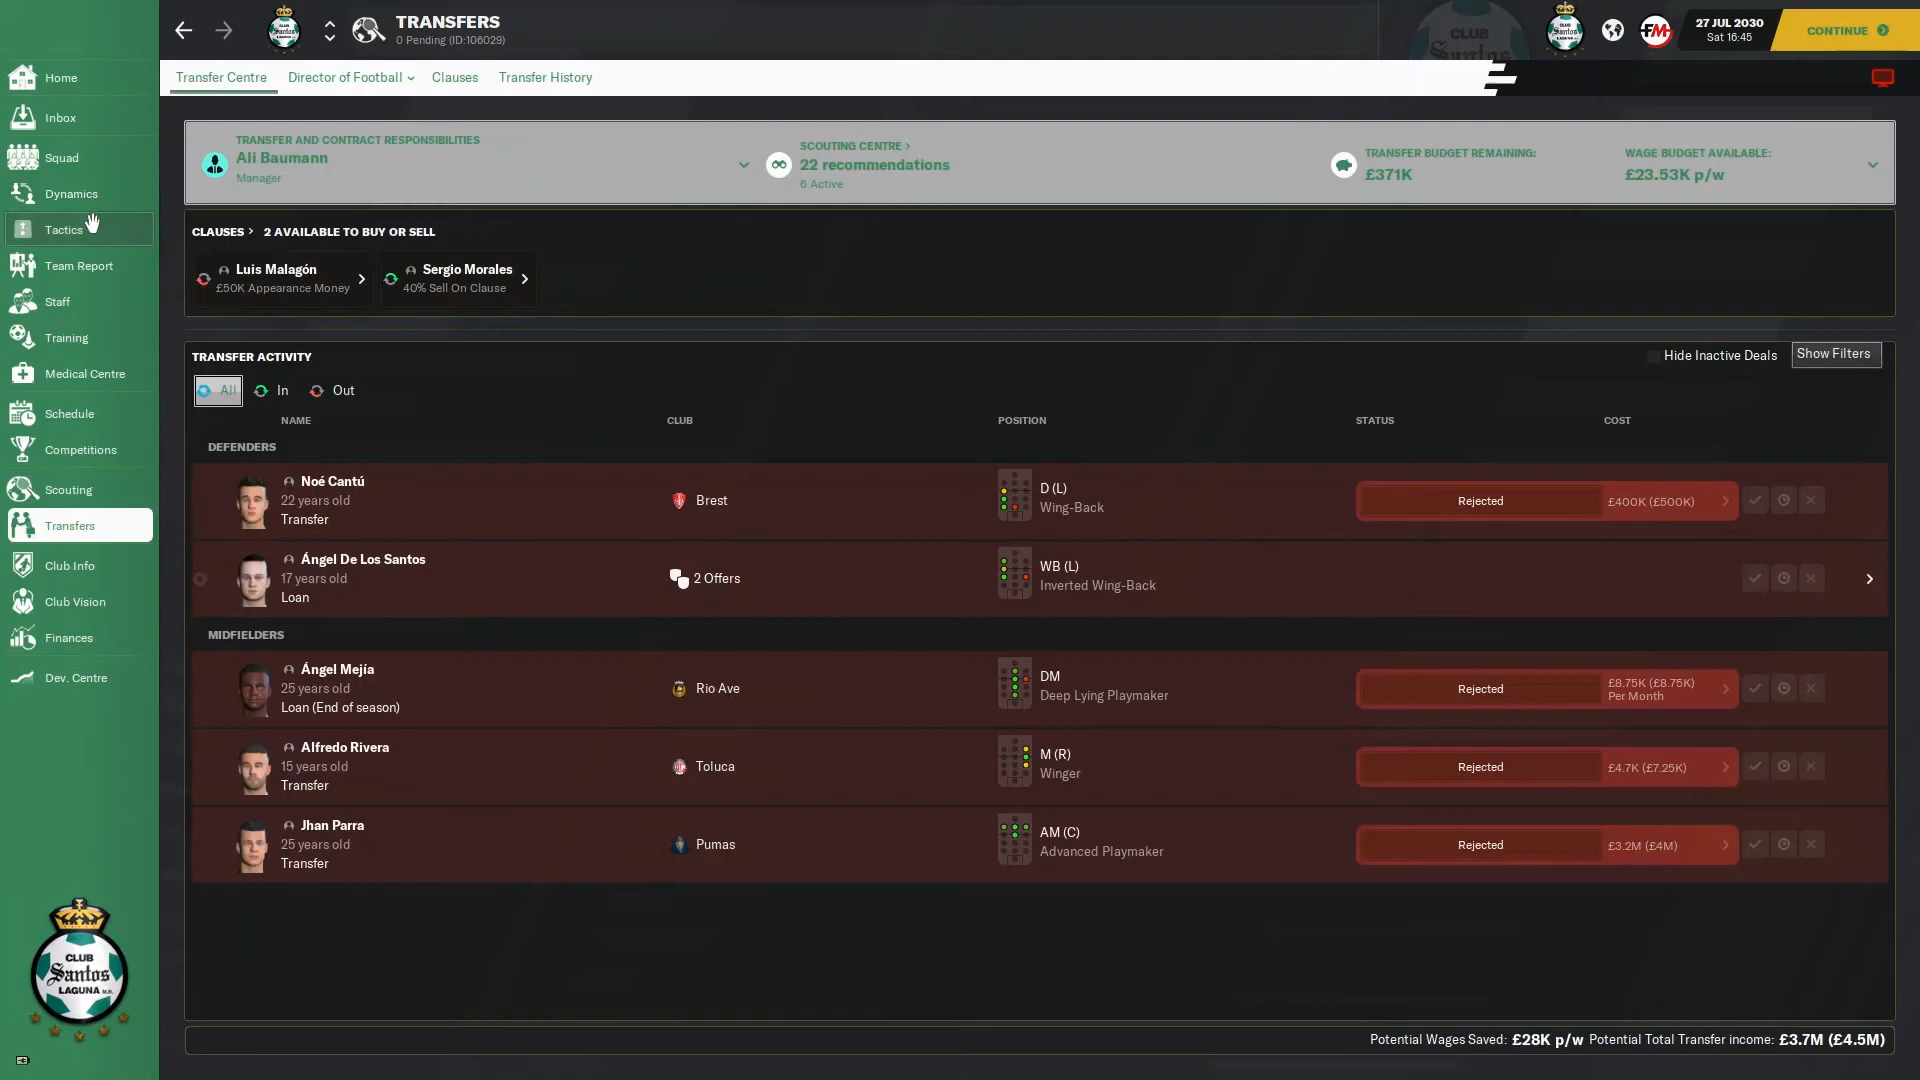 TRANSFERS
0 Pending (ID:106029)
27 JUL 2030
Sat 16:45
CONTINUE
CLUB
Santos
FM
Home
Inbox
Squad
Dynamics
Tactics
Team Report
Staff
Training
Medical Centre
Schedule
Competitions
Scouting
Transfers
Club Info
Club Vision
Finances
Dev. Centre
CLUB
Santos
LAGUNA
Transfer Centre
Director of Football
Clauses
Transfer History
TRANSFER AND CONTRACT RESPONSIBILITIES
Ali Baumann
Manager
SCOUTING CENTRE >
22 recommendations
6 Active
TRANSFER BUDGET REMAINING:
£371K
WAGE BUDGET AVAILABLE:
£23.53K p/w
CLAUSES > 2 AVAILABLE TO BUY OR SELL
Luis Malagón
£50K Appearance Money
Sergio Morales
40% Sell On Clause
TRANSFER ACTIVITY
Hide Inactive Deals
Show Filters
All
In
Out
NAME CLUB POSITION STATUS COST
DEFENDERS
Noé Cantú
22 years old
Transfer
Brest
D (L)
Wing-Back
Rejected
£400K (£500K)
Ángel De Los Santos
17 years old
Loan
2 Offers
WB (L)
Inverted Wing-Back
MIDFIELDERS
Ángel Mejía
25 years old
Loan (End of season)
Rio Ave
DM
Deep Lying Playmaker
Rejected
£8.75K (£8.75K)
Per Month
Alfredo Rivera
15 years old
Transfer
Toluca
M (R)
Winger
Rejected
£4.7K (£7.25K)
Jhan Parra
25 years old
Transfer
Pumas
AM (C)
Advanced Playmaker
Rejected
£3.2M (£4M)
Potential Wages Saved: £28K p/w Potential Total Transfer income: £3.7M (£4.5M)